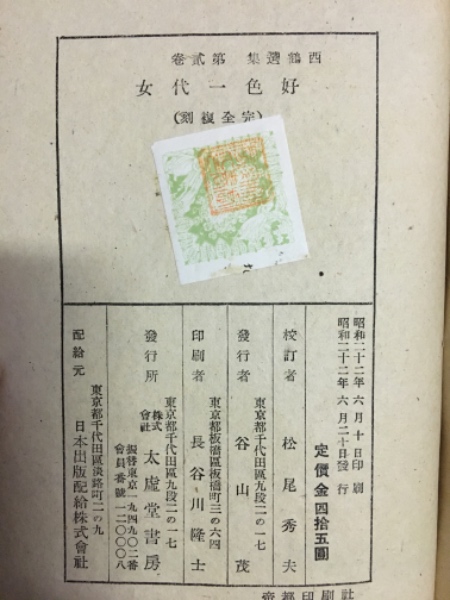 西鶴選集 第貳卷
好色一代女
(完全複刻)
昭和二十二年 六月十日印刷
昭和二十二年 六月二十日發行
定價金四拾五圓
校訂者 松尾秀夫
東京都千代田區九段二の一七
發行者 谷山茂
東京都板橋區板橋町三の六四
印刷者 長谷川隆士
東京都千代田區九段二の一七
發行所 株式會社 太虛堂書房
振替東京一九四九〇二番
會員番號一二〇〇〇八
東京都千代田區淡路町二の九
配給元 日本出版配給株式會社
帝都印刷社